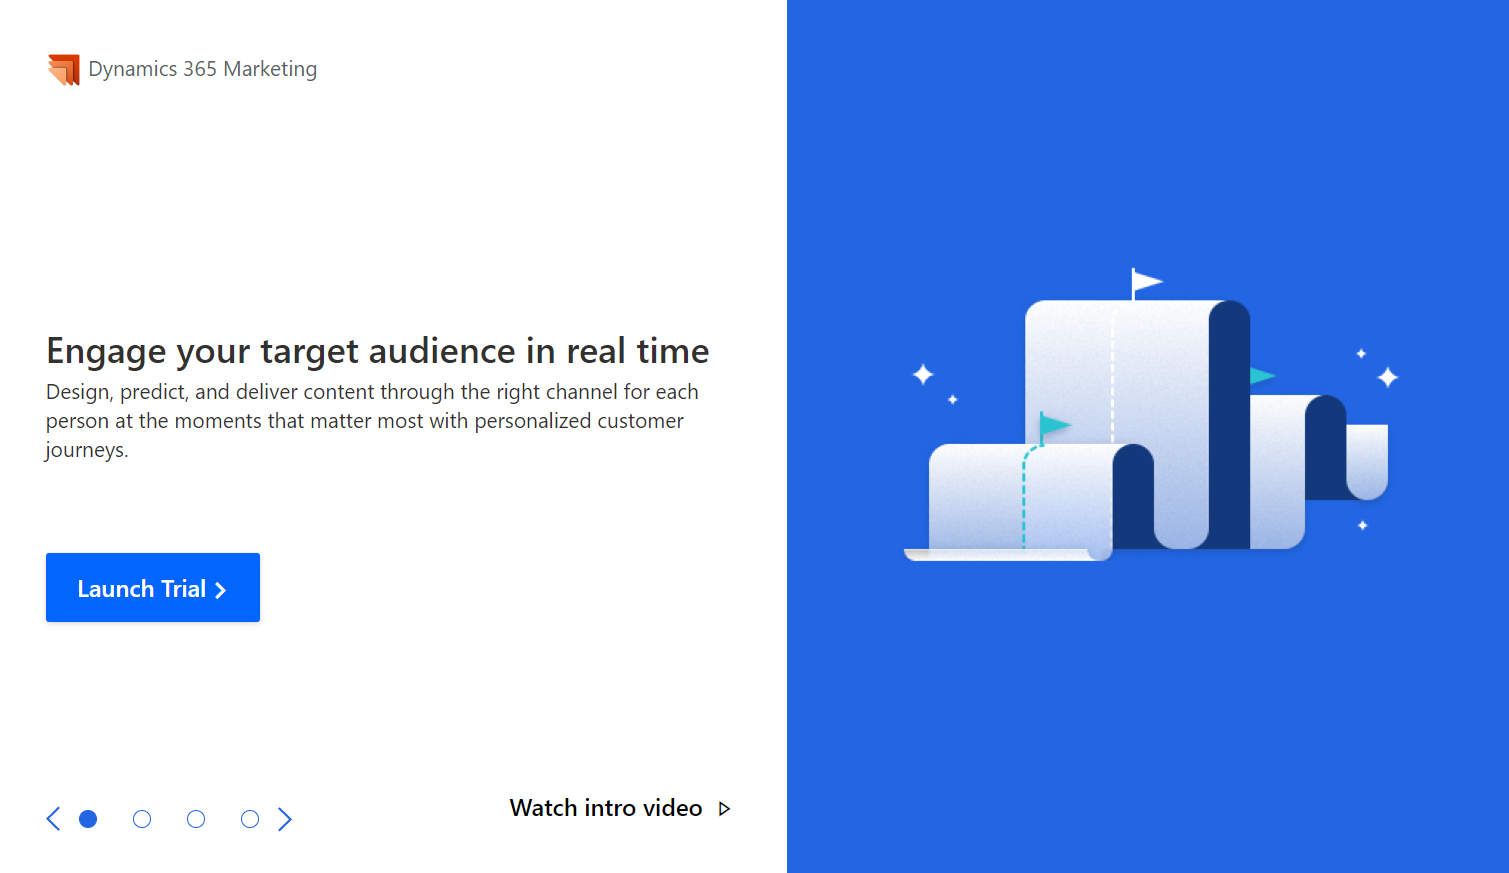 Dynamics 365 Marketing
Engage your target audience in real time
Design, predict, and deliver content through the right channel for each
person at the moments that matter most with personalized customer
journeys.
Launch Trial
Watch intro video